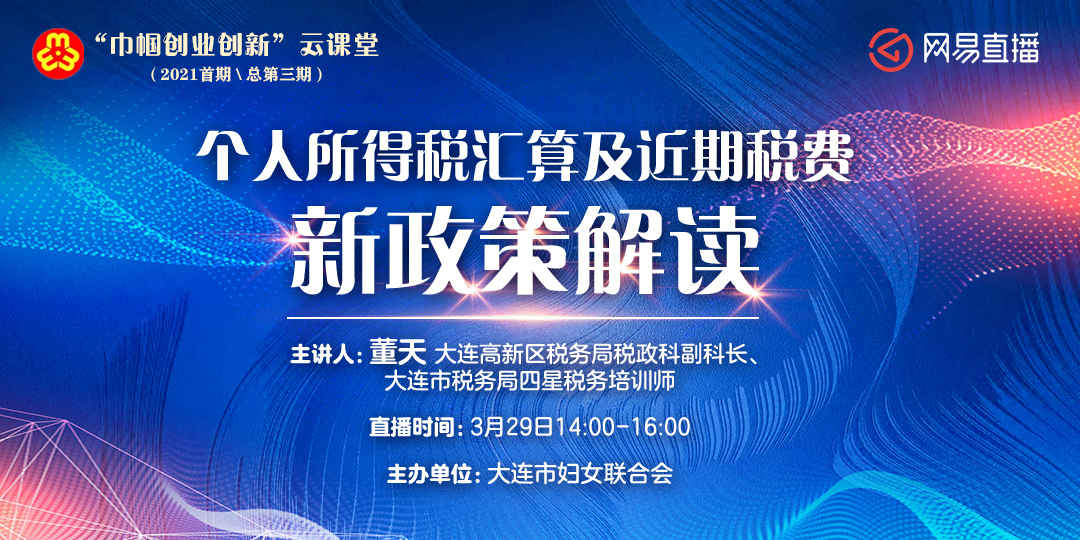 “巾帼创业创新”云课堂
（2021首期\总第三期）
网易直播
个人所得税汇算及近期税费
新政策解读
主讲人：董天 大连高新区税务局税政科副科长、
大连市税务局四星税务培训师
直播时间：3月29日14:00-16:00
主办单位：大连市妇女联合会